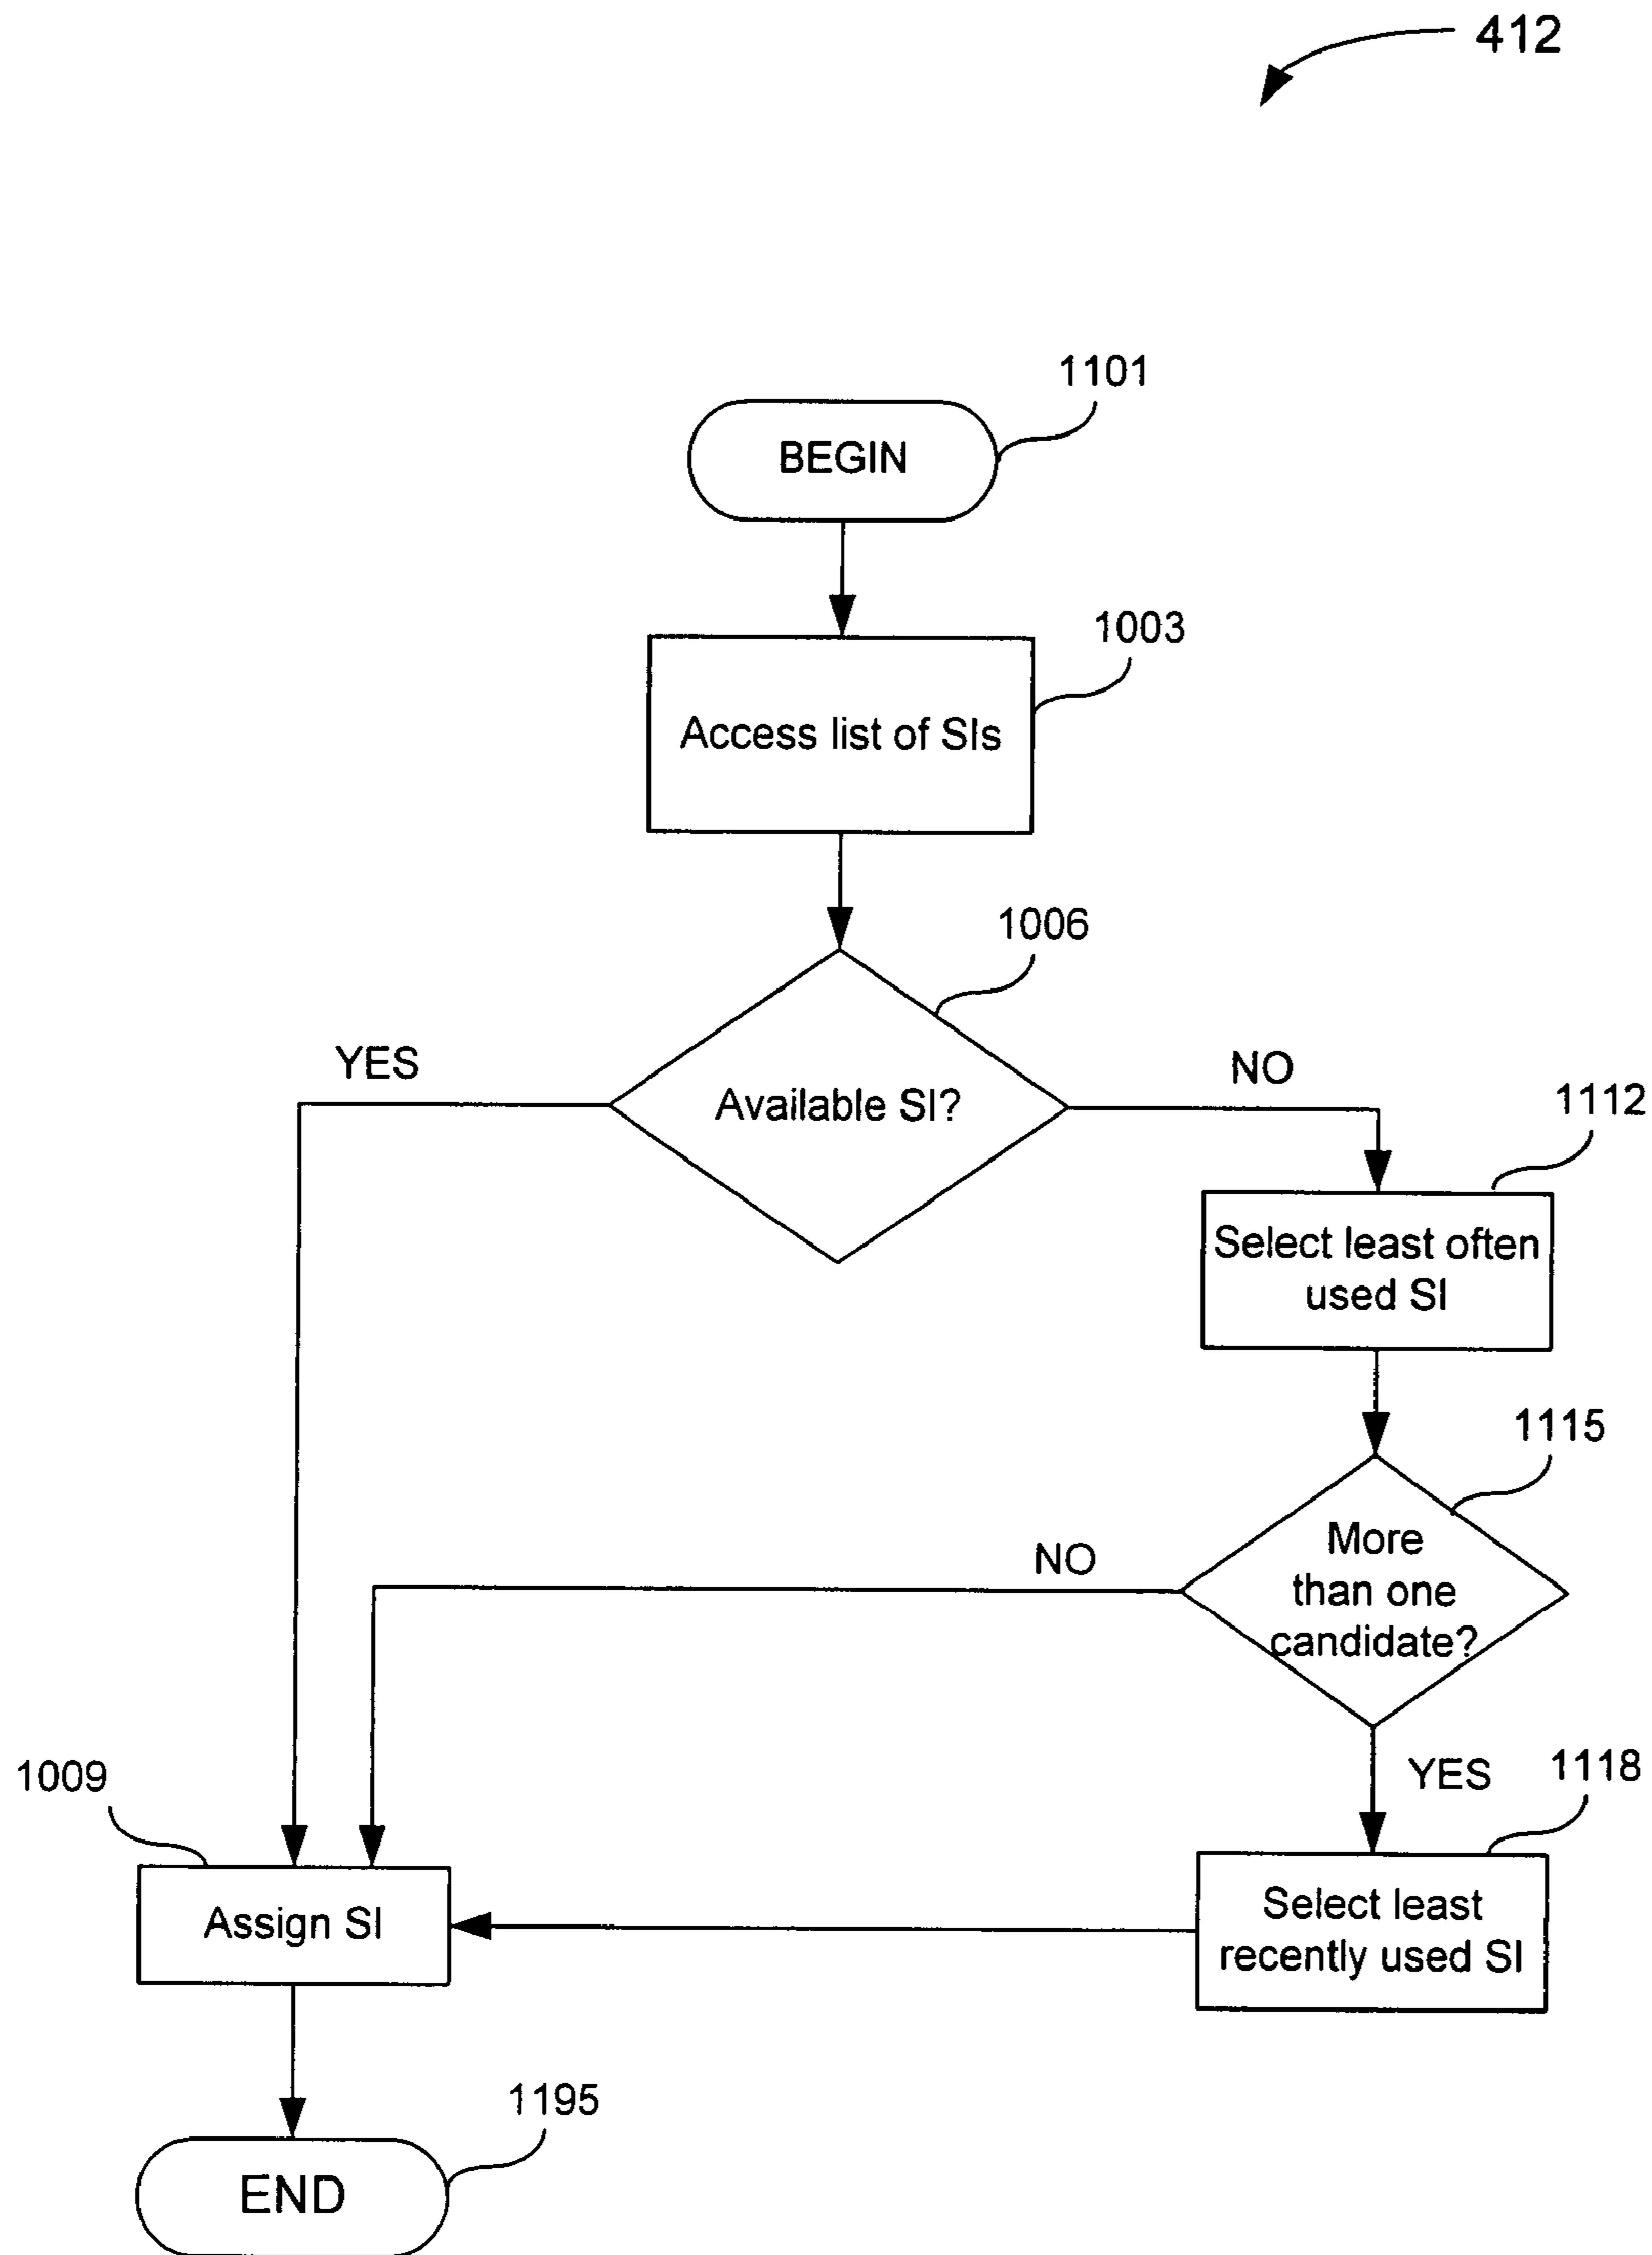 412
1101
BEGIN
1003
Access list of SIs
1006
YES
NO
Available SI?
1112
Select least often
used SI
1115
NO
More
than one
candidate?
1009
YES
1118
Assign SI
Select least
recently used SI
1195
END